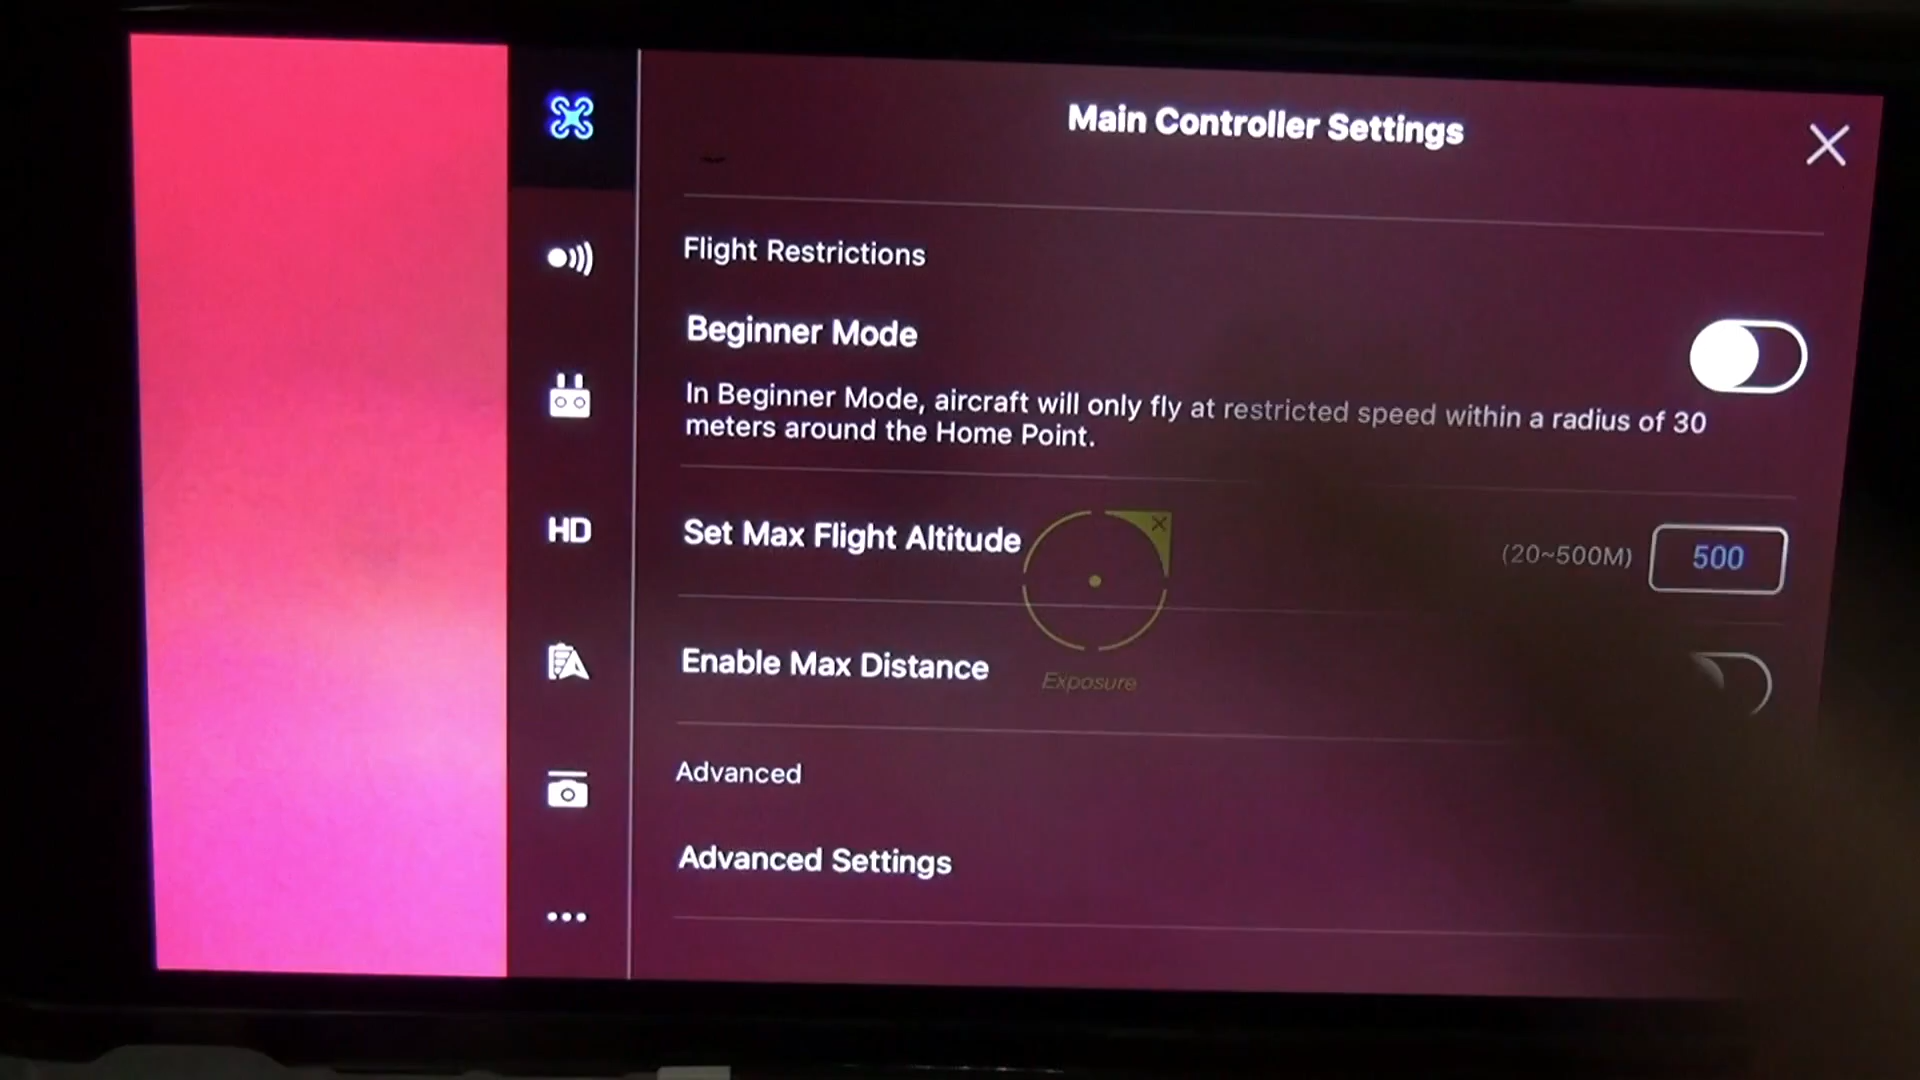 Main Controller Settings
Flight Restrictions
Beginner Mode
In Beginner Mode, aircraft will only fly at restricted speed within a radius of 30
meters around the Home Point.
HD
Set Max Flight Altitude (20~500M) 500
Enable Max Distance
Exposure
Advanced
Advanced Settings